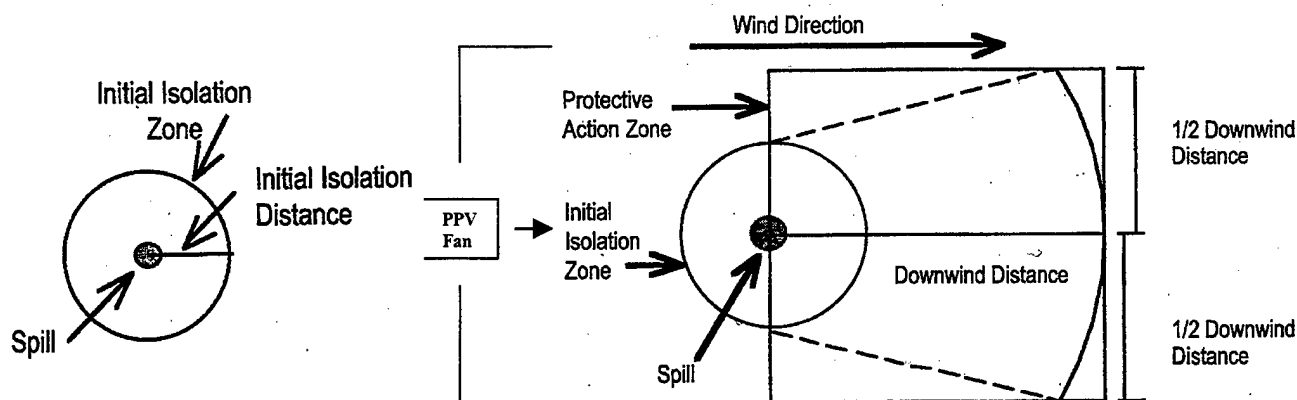 Initial Isolation
Zone
Initial Isolation
Distance
Spill
PPV
Fan
Wind Direction
Protective
Action Zone
Initial
Isolation
Zone
Spill
Downwind Distance
1/2 Downwind
Distance
1/2 Downwind
Distance